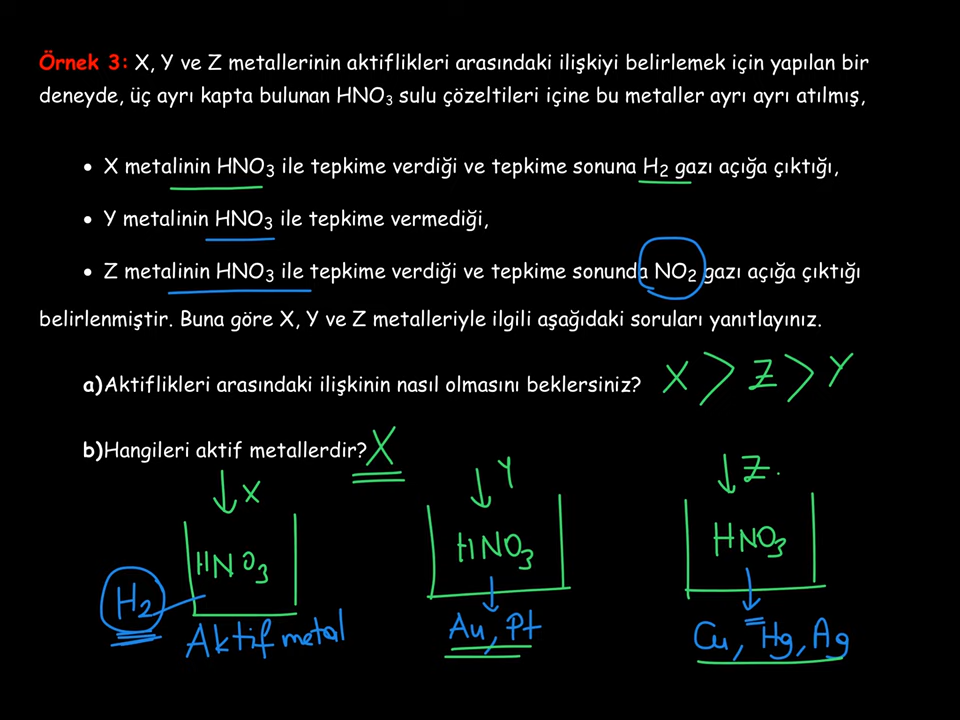 Örnek 3: X, Y ve Z metallerinin aktiflikleri arasındaki ilişkiyi belirlemek için yapılan bir
deneyde, üç ayrı kapta bulunan HNO₃ sulu çözeltileri içine bu metaller ayrı ayrı atılmış,
• X metalinin HNO₃ ile tepkime verdiği ve tepkime sonuna H₂ gazı açığa çıktığı,
• Y metalinin HNO₃ ile tepkime vermediği,
• Z metalinin HNO₃ ile tepkime verdiği ve tepkime sonunda NO₂ gazı açığa çıktığı
belirlenmiştir. Buna göre X, Y ve Z metalleriyle ilgili aşağıdaki soruları yanıtlayınız.
a)Aktiflikleri arasındaki ilişkinin nasıl olmasını beklersiniz? X > Z > Y
b)Hangileri aktif metallerdir? X
X Y Z
HNO₃ HNO₃ HNO₃
H₂
Aktif metal Au, Pt Cu, Hg, Ag